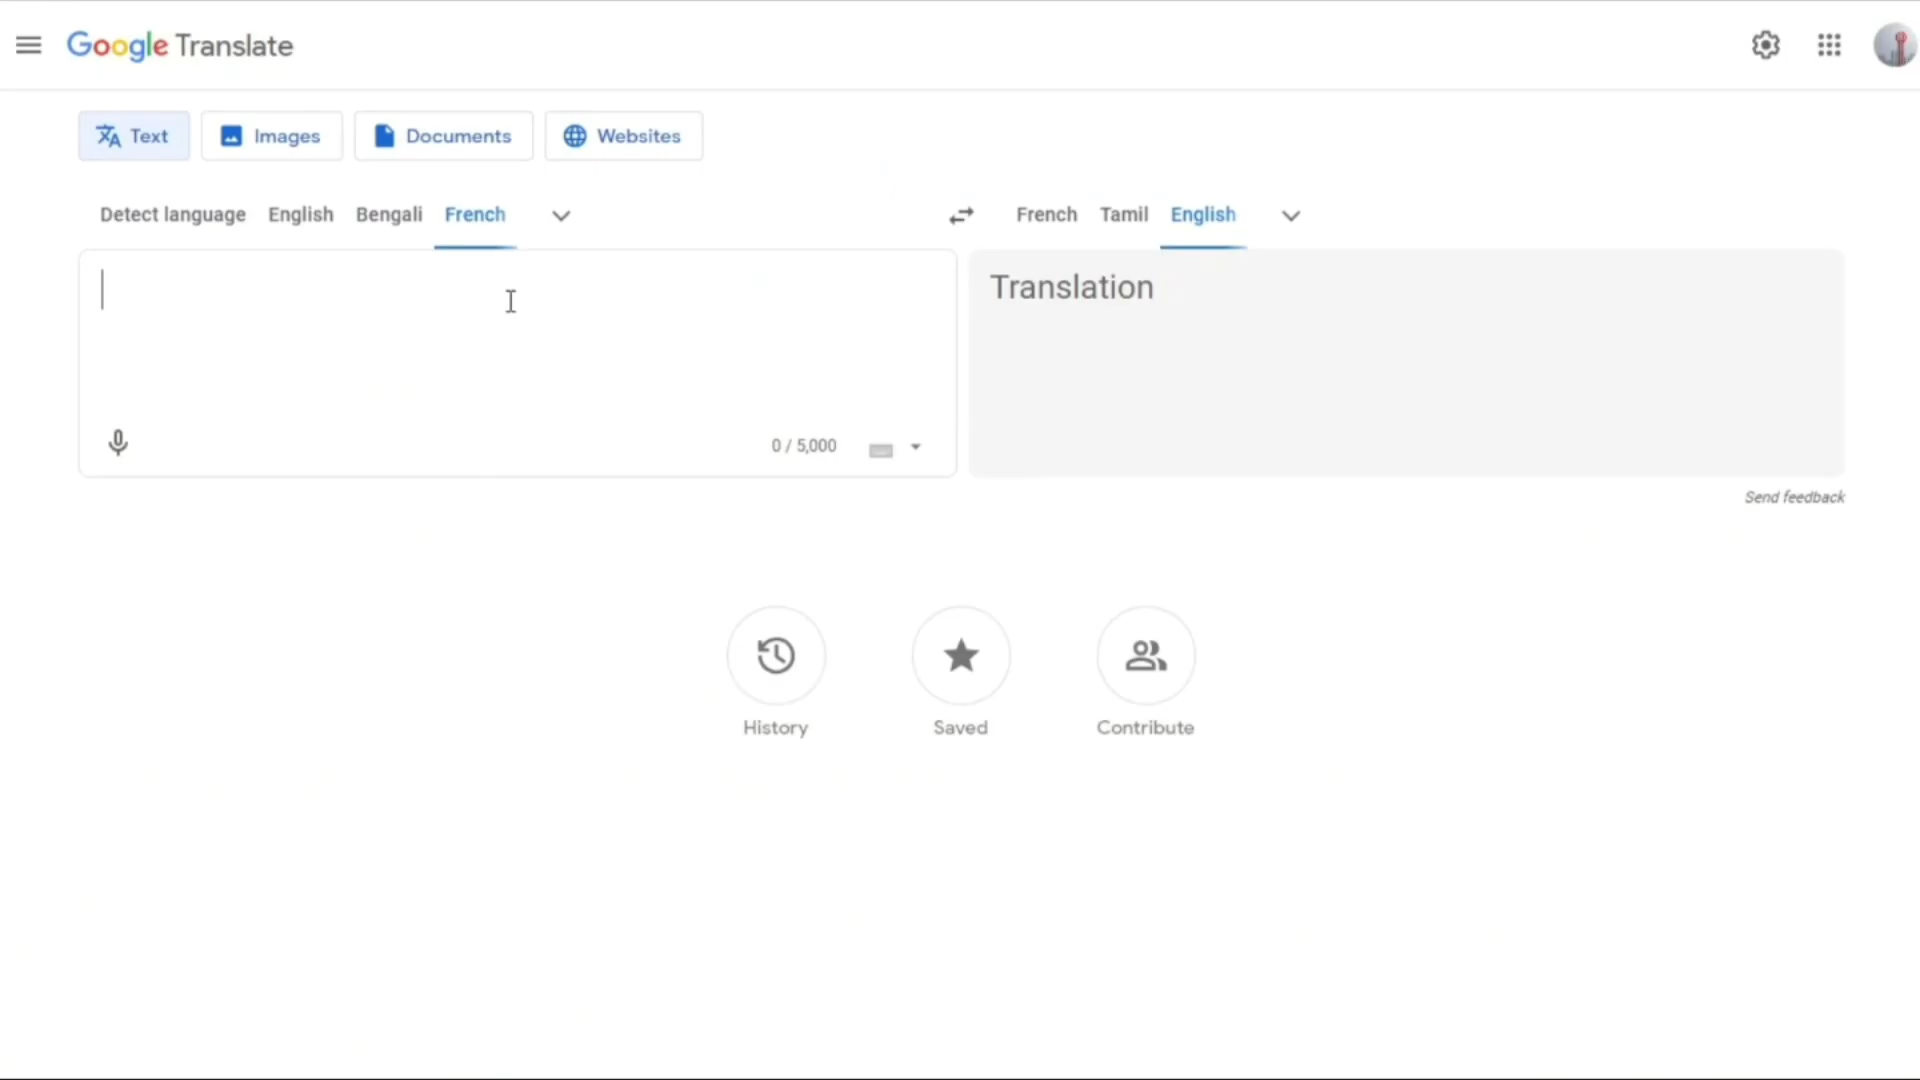 Google Translate
Text Images Documents Websites
Detect language English Bengali French French Tamil English
Translation
0 / 5,000
Send feedback
History Saved Contribute